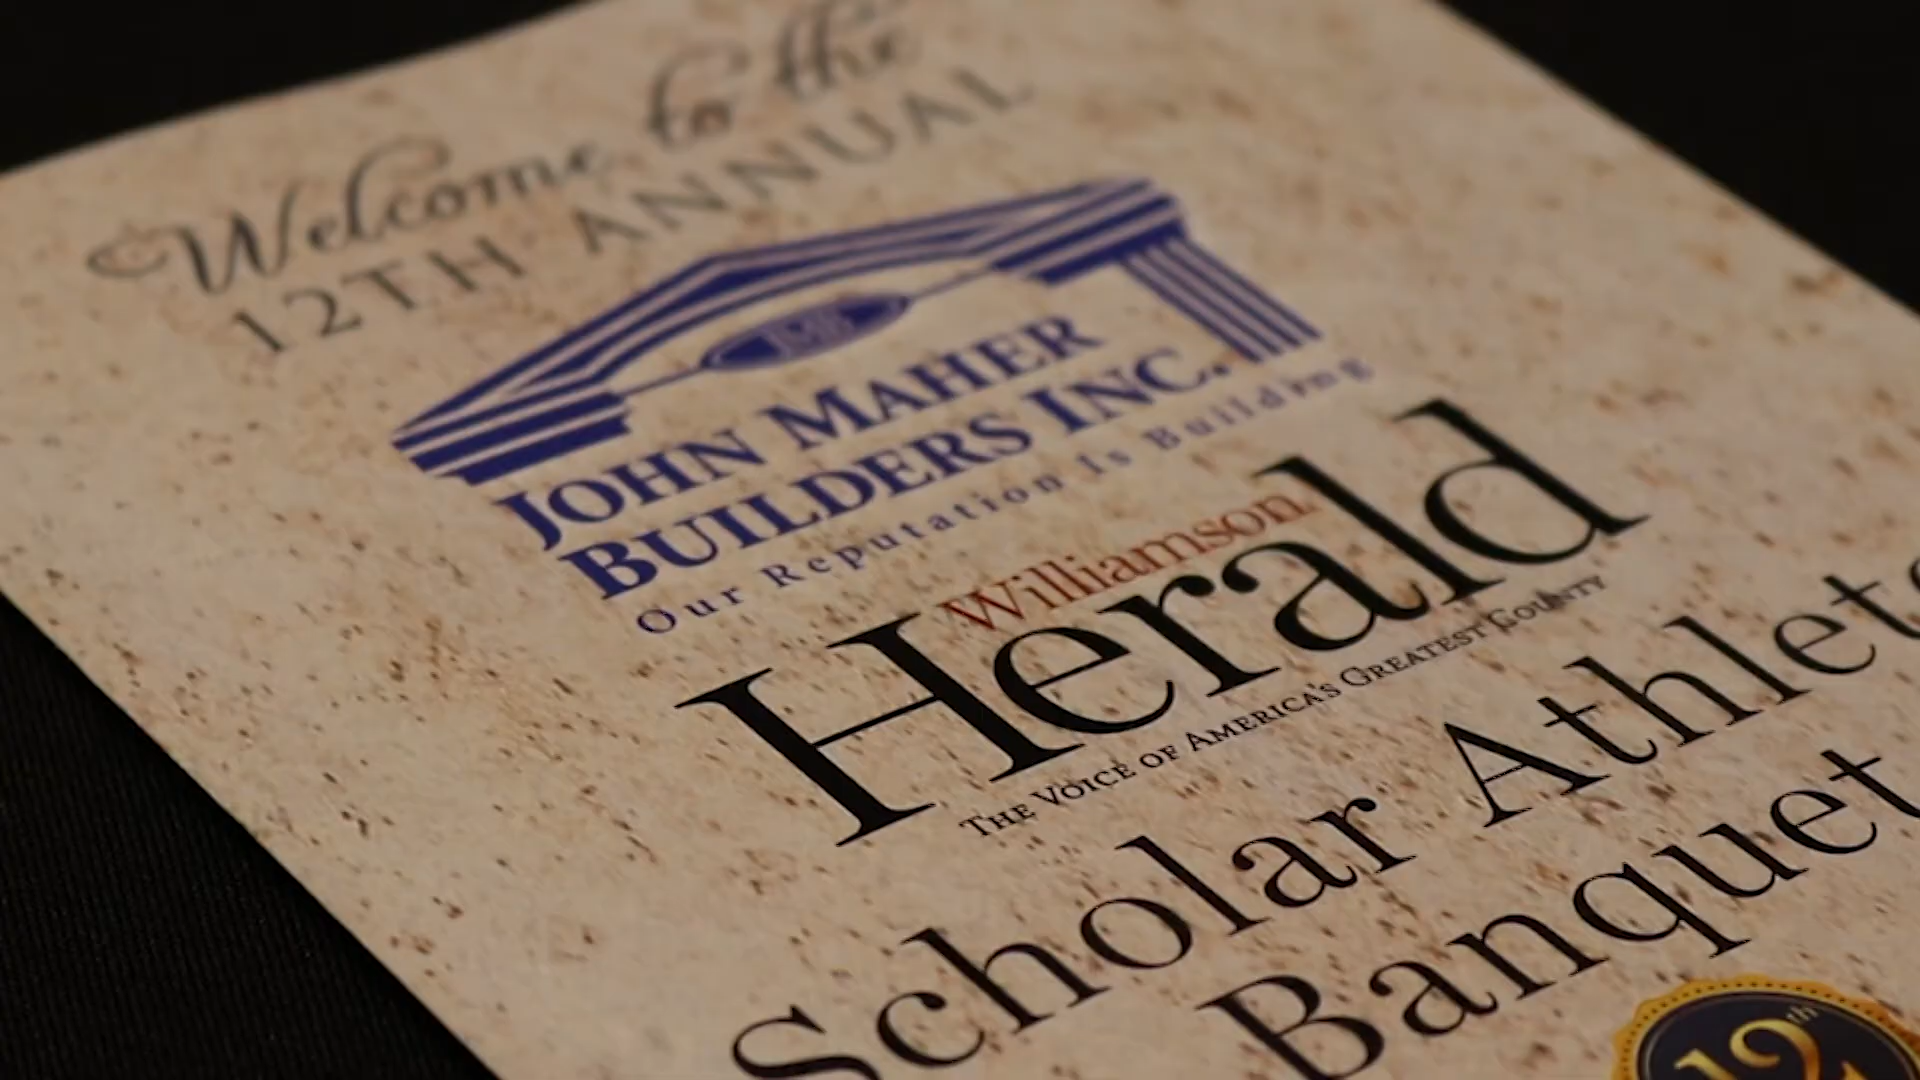 Welcome to the
12TH ANNUAL
JOHN MAHER
BUILDERS INC.
Our Reputation Is Building
Williamson
Herald
THE VOICE OF AMERICA'S GREATEST COUNTY
Scholar Athlete
Banquet
12th